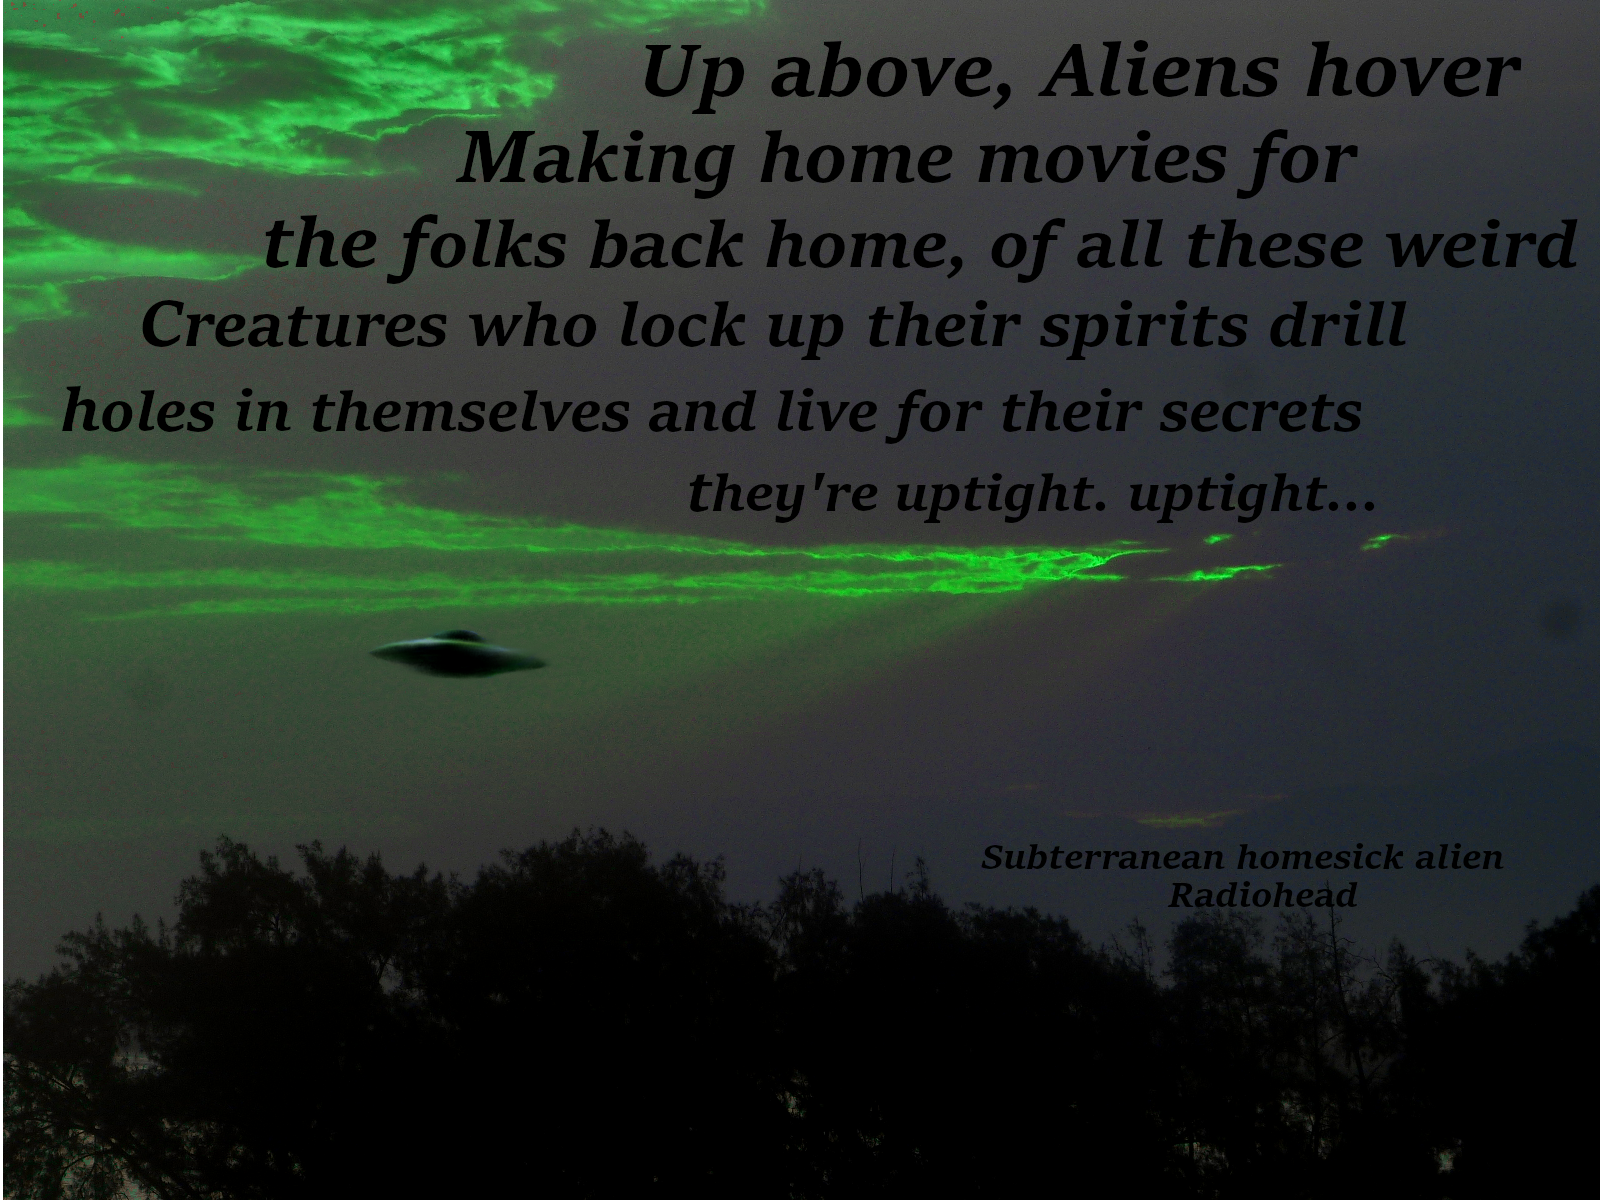 Up above, Aliens hover
Making home movies for
the folks back home, of all these weird
Creatures who lock up their spirits drill
holes in themselves and live for their secrets
they're uptight. uptight...
Subterranean homesick alien
Radiohead